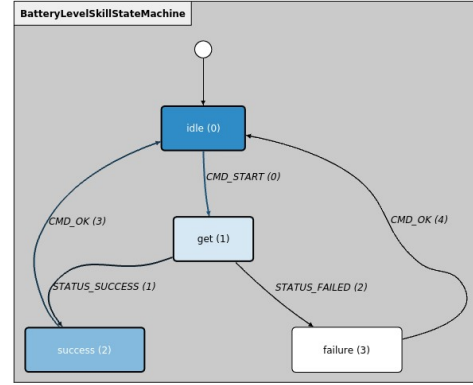 BatteryLevelSkillStateMachine
idle (0)
CMD_START (0)
CMD_OK (3)
CMD_OK (4)
get (1)
STATUS_SUCCESS (1)
STATUS_FAILED (2)
success (2)
failure (3)